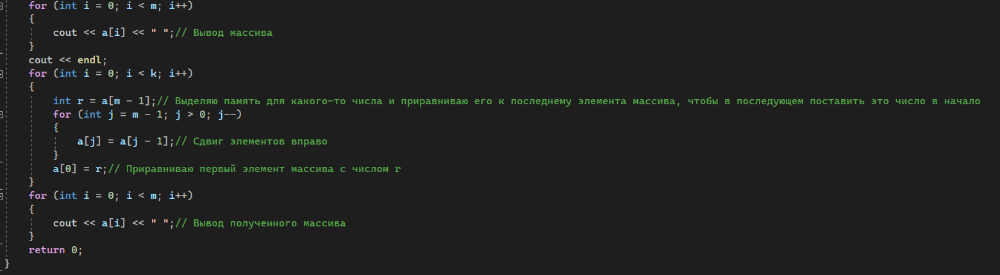 for (int i = 0; i < m; i++)
{
cout << a[i] << " ";// Вывод массива
}
cout << endl;
for (int i = 0; i < k; i++)
{
int r = a[m - 1];// Выделяю память для какого-то числа и приравниваю его к последнему элемента массива, чтобы в последующем поставить это число в начало
for (int j = m - 1; j > 0; j--)
{
a[j] = a[j - 1];// Сдвиг элементов вправо
}
a[0] = r;// Приравниваю первый элемент массива с числом r
}
for (int i = 0; i < m; i++)
{
cout << a[i] << " ";// Вывод полученного массива
}
return 0;
}